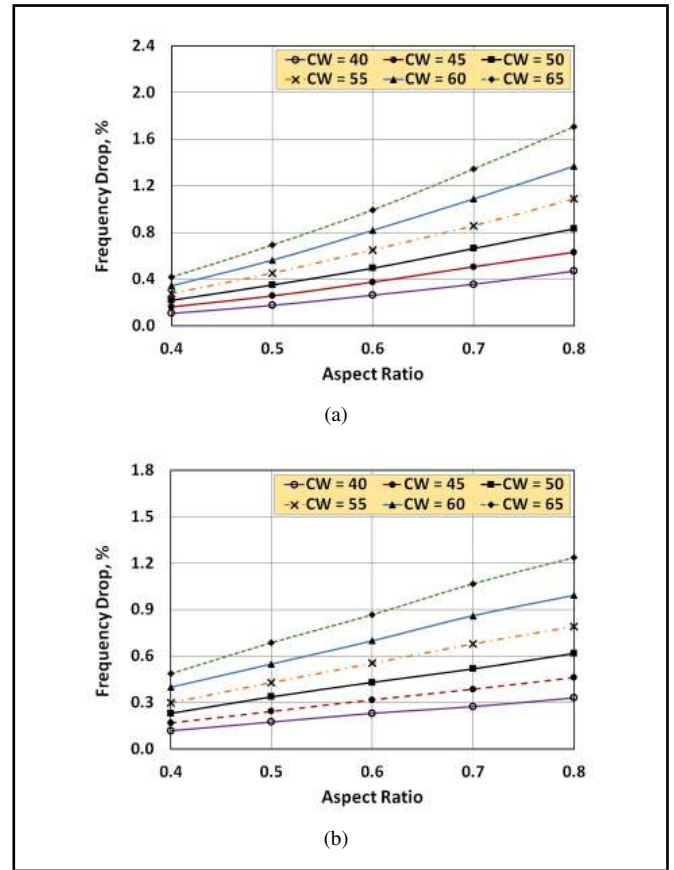 2.4
CW = 40 CW = 45 CW = 50
CW = 55 CW = 60 CW = 65
2.0
1.6
1.2
0.8
0.4
0.0
Frequency Drop, %
0.4 0.5 0.6 0.7 0.8
Aspect Ratio
(a)
1.8
CW = 40 CW = 45 CW = 50
CW = 55 CW = 60 CW = 65
1.5
1.2
0.9
0.6
0.3
0.0
Frequency Drop, %
0.4 0.5 0.6 0.7 0.8
Aspect Ratio
(b)